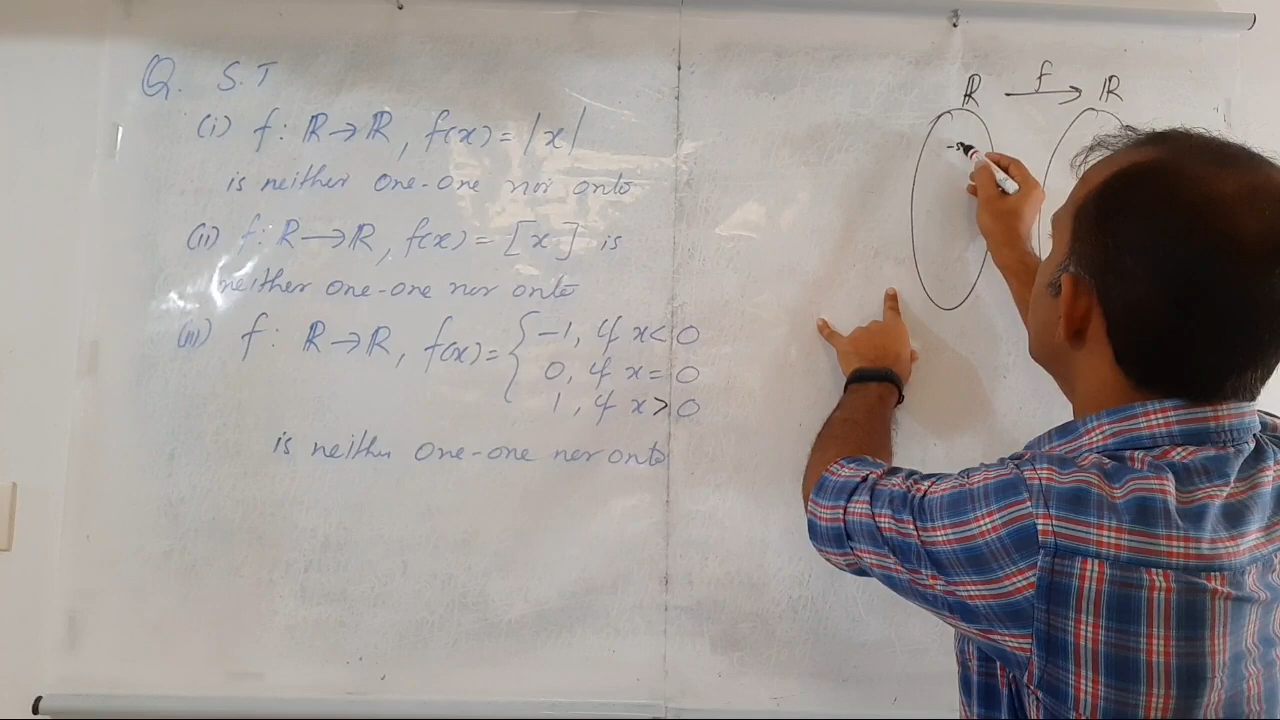 Q. S.T
(i) f: ℝ→ℝ, f(x)=|x|
is neither one-one nor onto
(ii) f: ℝ→ℝ, f(x)=[x] is
neither one-one nor onto
(iii) f: ℝ→ℝ, f(x)={ -1, if x<0
0, if x=0
1, if x>0
is neither one-one nor onto
ℝ f→ ℝ